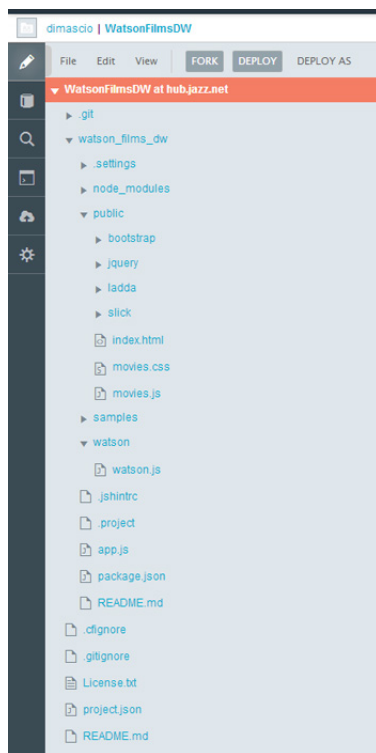 dimascio | WatsonFilmsDW
File Edit View FORK DEPLOY DEPLOY AS
WatsonFilmsDW at hub.jazz.net
.git
watson_films_dw
.settings
node_modules
public
bootstrap
jquery
ladda
slick
index.html
movies.css
movies.js
samples
watson
watson.js
.jshintrc
.project
app.js
package.json
README.md
.cfignore
.gitignore
License.txt
project.json
README.md